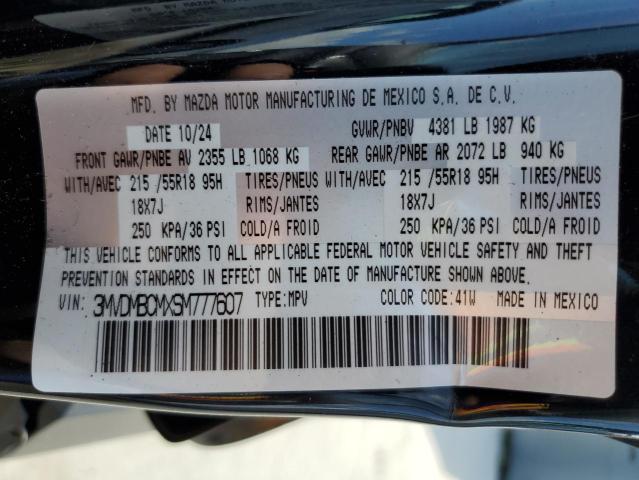 MFD. BY MAZDA MOTOR MANUFACTURING DE MEXICO S.A. DE C.V.
DATE 10/24 GVWR/PNBV 4381 LB 1987 KG
FRONT GAWR/PNBE AV 2355 LB 1068 KG REAR GAWR/PNBE AR 2072 LB 940 KG
WITH/AVEC 215 /55R18 95H TIRES/PNEUS WITH/AVEC 215 /55R18 95H TIRES/PNEUS
18X7J RIMS/JANTES 18X7J RIMS/JANTES
250 KPA/36 PSI COLD/A FROID 250 KPA/36 PSI COLD/A FROID
THIS VEHICLE CONFORMS TO ALL APPLICABLE FEDERAL MOTOR VEHICLE SAFETY AND THEFT
PREVENTION STANDARDS IN EFFECT ON THE DATE OF MANUFACTURE SHOWN ABOVE.
VIN: 3MVDMBCMXSM777607 TYPE:MPV COLOR CODE:41W MADE IN MEXICO